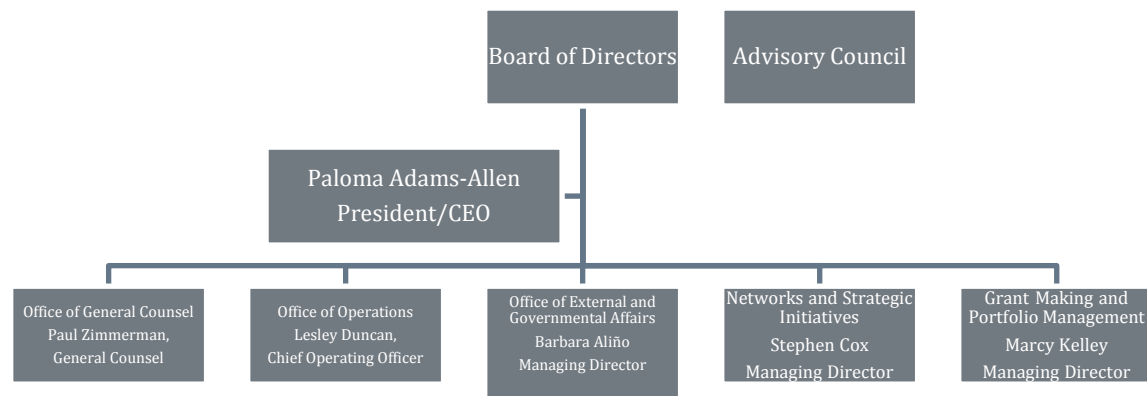 Board of Directors
Advisory Council
Paloma Adams-Allen
President/CEO
Office of General Counsel
Paul Zimmerman,
General Counsel
Office of Operations
Lesley Duncan,
Chief Operating Officer
Office of External and
Governmental Affairs
Barbara Aliño
Managing Director
Networks and Strategic
Initiatives
Stephen Cox
Managing Director
Grant Making and
Portfolio Management
Marcy Kelley
Managing Director